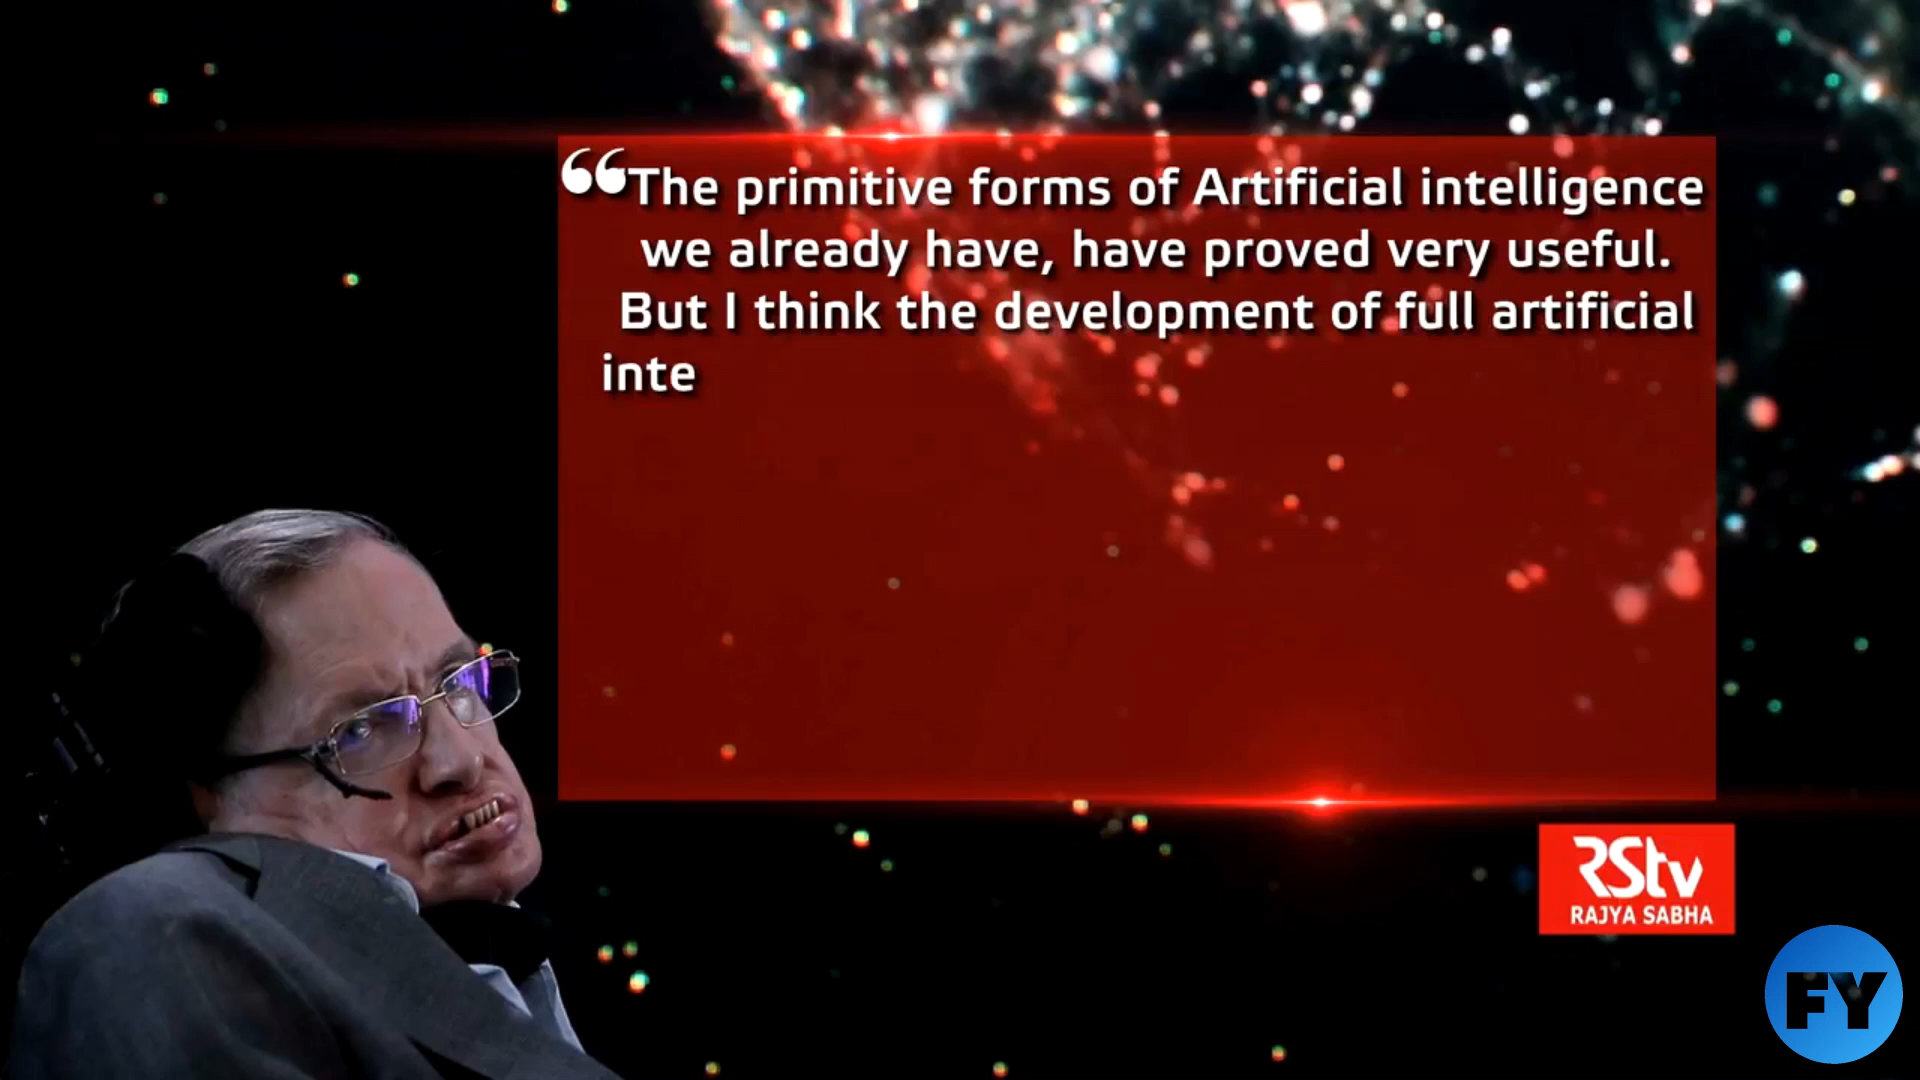 ❝The primitive forms of Artificial intelligence
we already have, have proved very useful.
But I think the development of full artificial
inte
RStv
RAJYA SABHA
FY